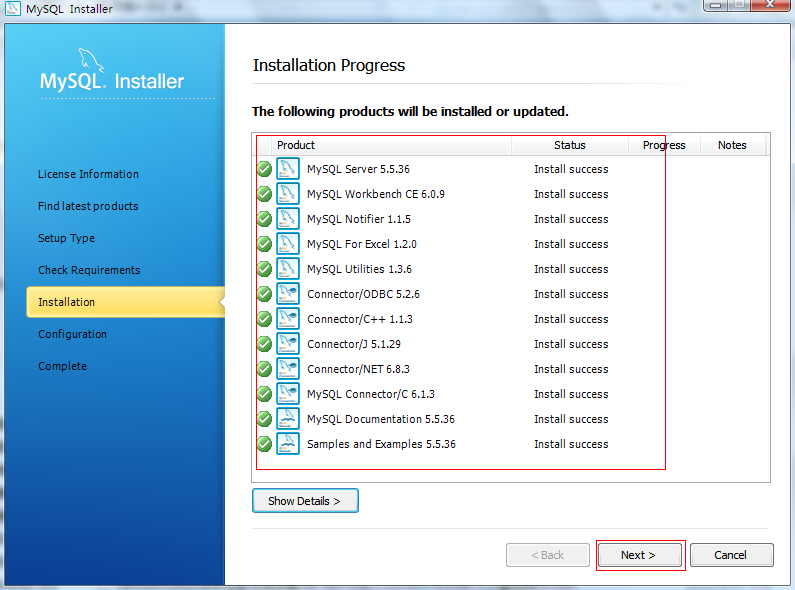 MySQL Installer
MySQL. Installer
License Information
Find latest products
Setup Type
Check Requirements
Installation
Configuration
Complete
Installation Progress
The following products will be installed or updated.
Product Status Progress Notes
MySQL Server 5.5.36 Install success
MySQL Workbench CE 6.0.9 Install success
MySQL Notifier 1.1.5 Install success
MySQL For Excel 1.2.0 Install success
MySQL Utilities 1.3.6 Install success
Connector/ODBC 5.2.6 Install success
Connector/C++ 1.1.3 Install success
Connector/J 5.1.29 Install success
Connector/NET 6.8.3 Install success
MySQL Connector/C 6.1.3 Install success
MySQL Documentation 5.5.36 Install success
Samples and Examples 5.5.36 Install success
Show Details >
< Back Next > Cancel